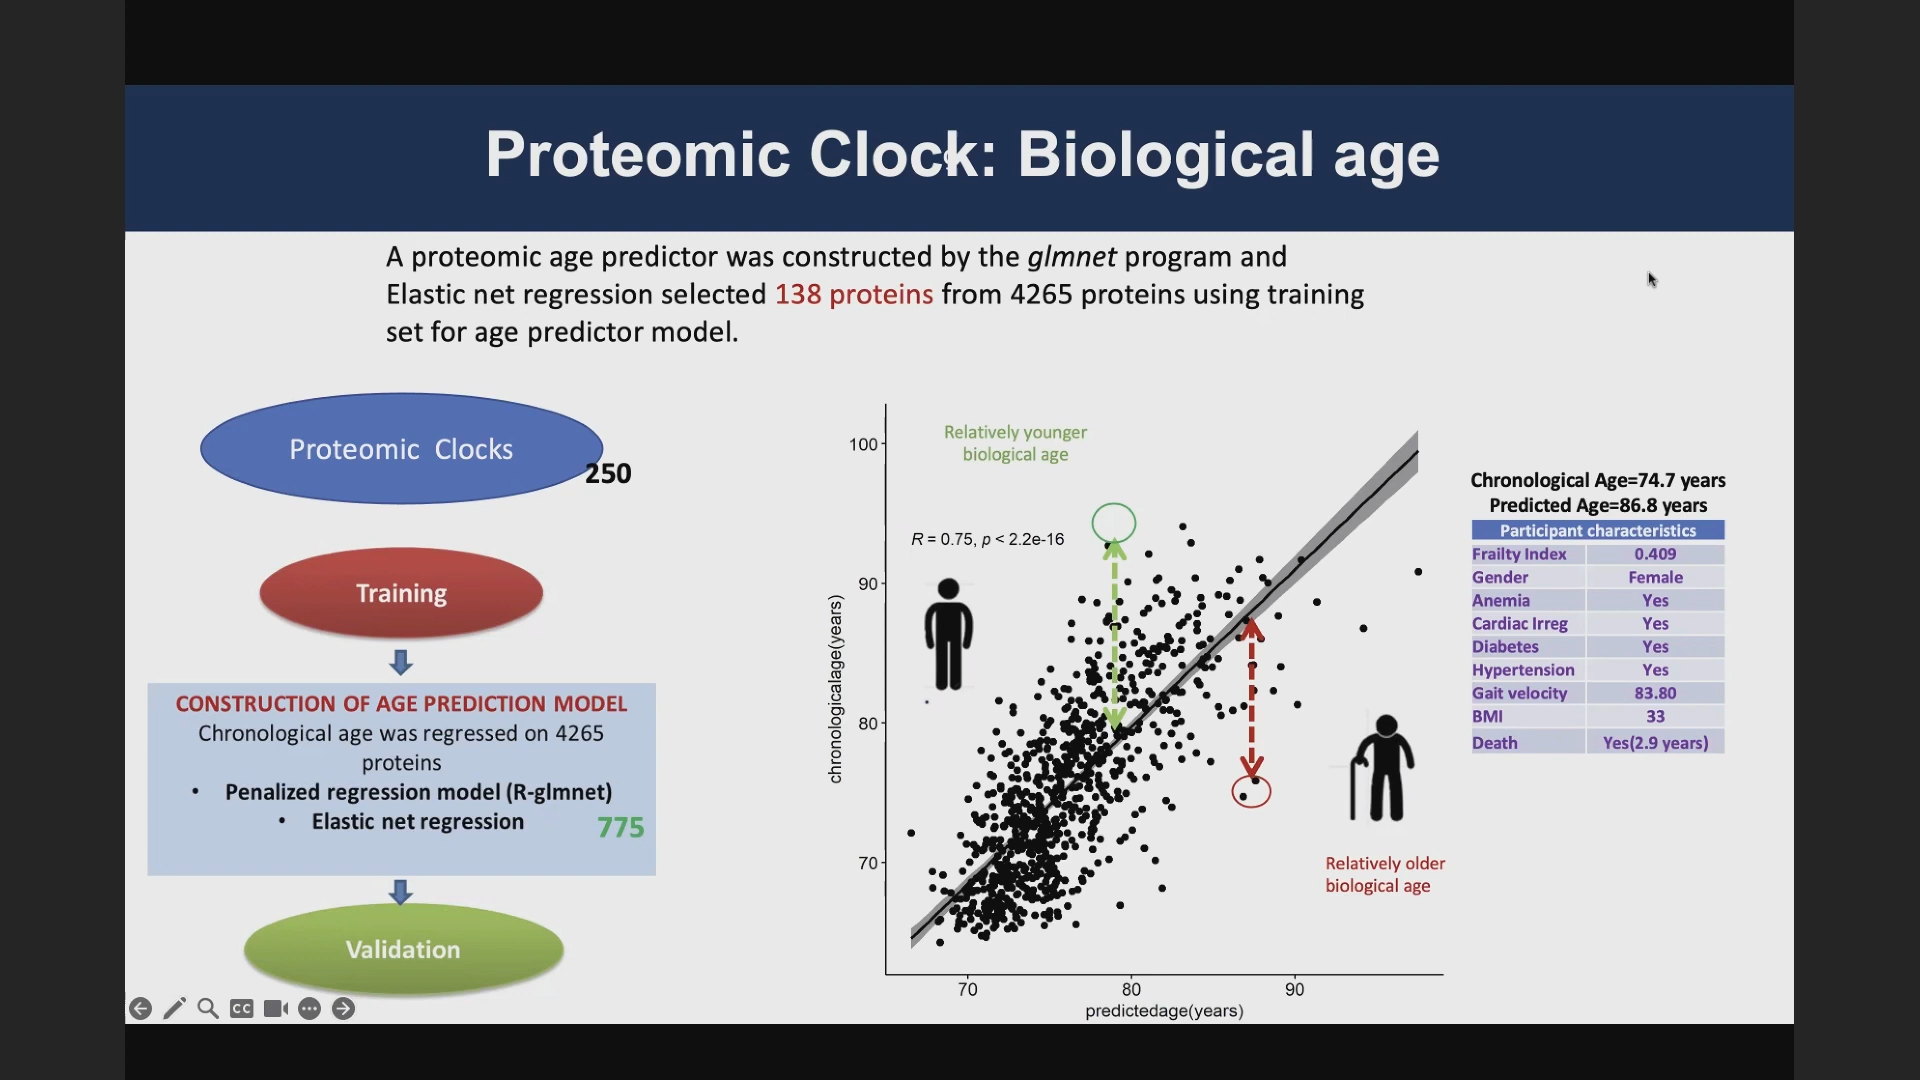 Proteomic Clock: Biological age
A proteomic age predictor was constructed by the glmnet program and
Elastic net regression selected 138 proteins from 4265 proteins using training
set for age predictor model.
Proteomic Clocks
250
Training
CONSTRUCTION OF AGE PREDICTION MODEL
Chronological age was regressed on 4265
proteins
• Penalized regression model (R-glmnet)
• Elastic net regression
775
Validation
CC
Relatively younger
biological age
R = 0.75, p < 2.2e-16
chronologicalage(years)
100
90
80
70
70
80
90
predictedage(years)
Relatively older
biological age
Chronological Age=74.7 years
Predicted Age=86.8 years
Participant characteristics
Frailty Index 0.409
Gender Female
Anemia Yes
Cardiac Irreg Yes
Diabetes Yes
Hypertension Yes
Gait velocity 83.80
BMI 33
Death Yes(2.9 years)